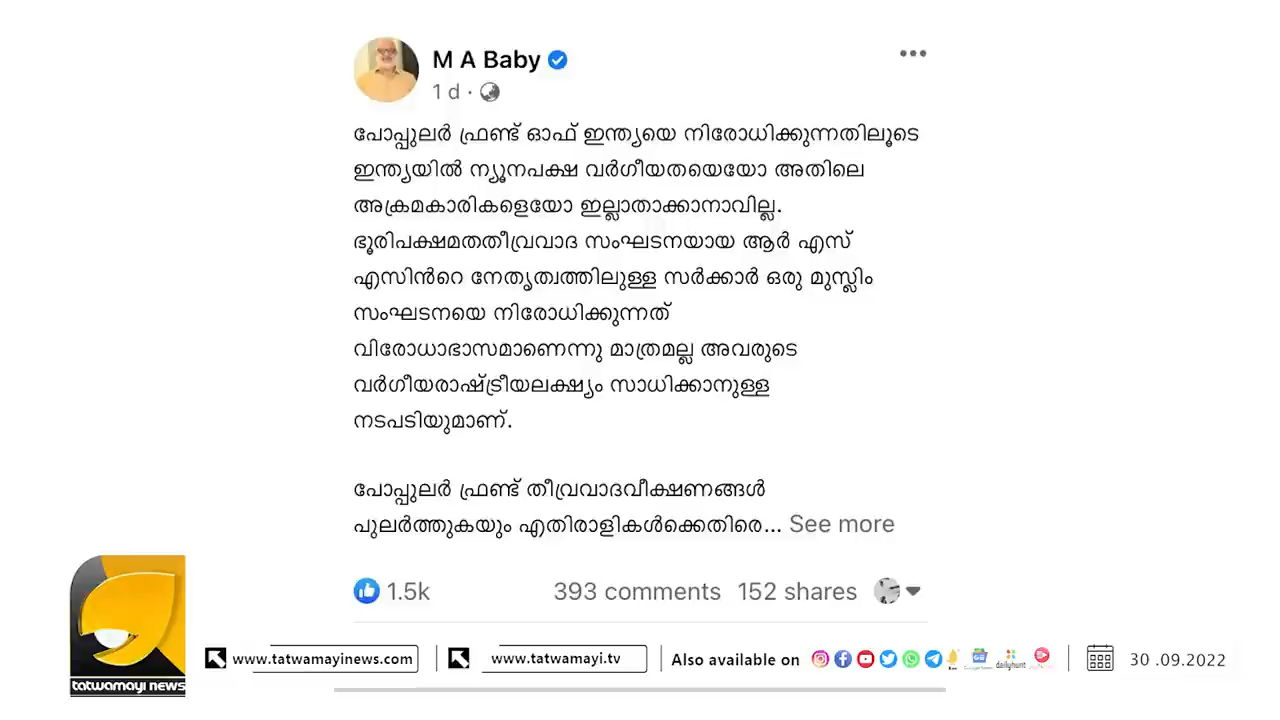 M A Baby
1 d ·
പോപ്പുലർ ഫ്രണ്ട് ഓഫ് ഇന്ത്യയെ നിരോധിക്കുന്നതിലൂടെ
ഇന്ത്യയിൽ ന്യൂനപക്ഷ വർഗീയതയെയോ അതിലെ
അക്രമകാരികളെയോ ഇല്ലാതാക്കാനാവില്ല.
ഭൂരിപക്ഷമതതീവ്രവാദ സംഘടനയായ ആർ എസ്
എസിൻറെ നേതൃത്വത്തിലുള്ള സർക്കാർ ഒരു മുസ്ലിം
സംഘടനയെ നിരോധിക്കുന്നത്
വിരോധാഭാസമാണെന്നു മാത്രമല്ല അവരുടെ
വർഗീയരാഷ്ട്രീയലക്ഷ്യം സാധിക്കാനുള്ള
നടപടിയുമാണ്.
പോപ്പുലർ ഫ്രണ്ട് തീവ്രവാദവീക്ഷണങ്ങൾ
പുലർത്തുകയും എതിരാളികൾക്കെതിരെ... See more
1.5k 393 comments 152 shares
tatwamayi news
www.tatwamayinews.com www.tatwamayi.tv Also available on dailyhunt 30 .09.2022